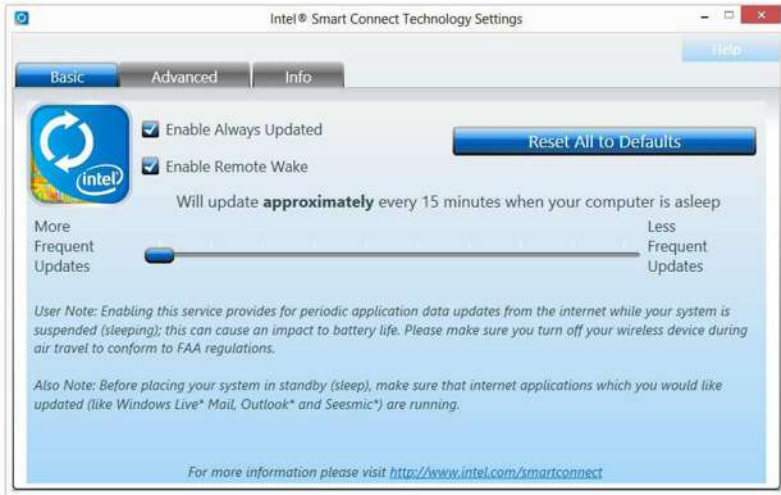 Intel® Smart Connect Technology Settings
Help
Basic Advanced Info
Enable Always Updated
Reset All to Defaults
Enable Remote Wake
(intel)
Will update approximately every 15 minutes when your computer is asleep
More
Frequent
Updates
Less
Frequent
Updates
User Note: Enabling this service provides for periodic application data updates from the internet while your system is
suspended (sleeping); this can cause an impact to battery life. Please make sure you turn off your wireless device during
air travel to conform to FAA regulations.
Also Note: Before placing your system in standby (sleep), make sure that internet applications which you would like
updated (like Windows Live* Mail, Outlook* and Seesmic*) are running.
For more information please visit http://www.intel.com/smartconnect